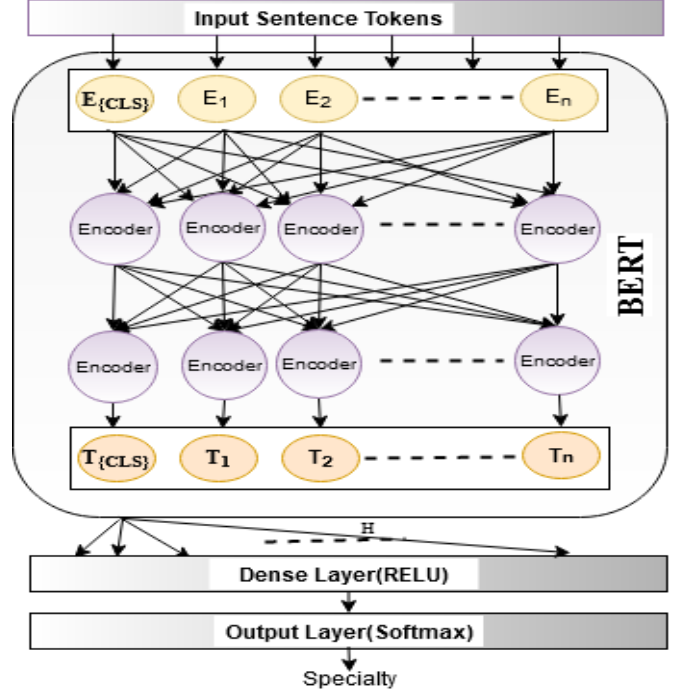 Input Sentence Tokens
E{CLS} E1 E2 En
Encoder Encoder Encoder Encoder
BERT
Encoder Encoder Encoder Encoder
T{CLS} T1 T2 Tn
H
Dense Layer(RELU)
Output Layer(Softmax)
Specialty